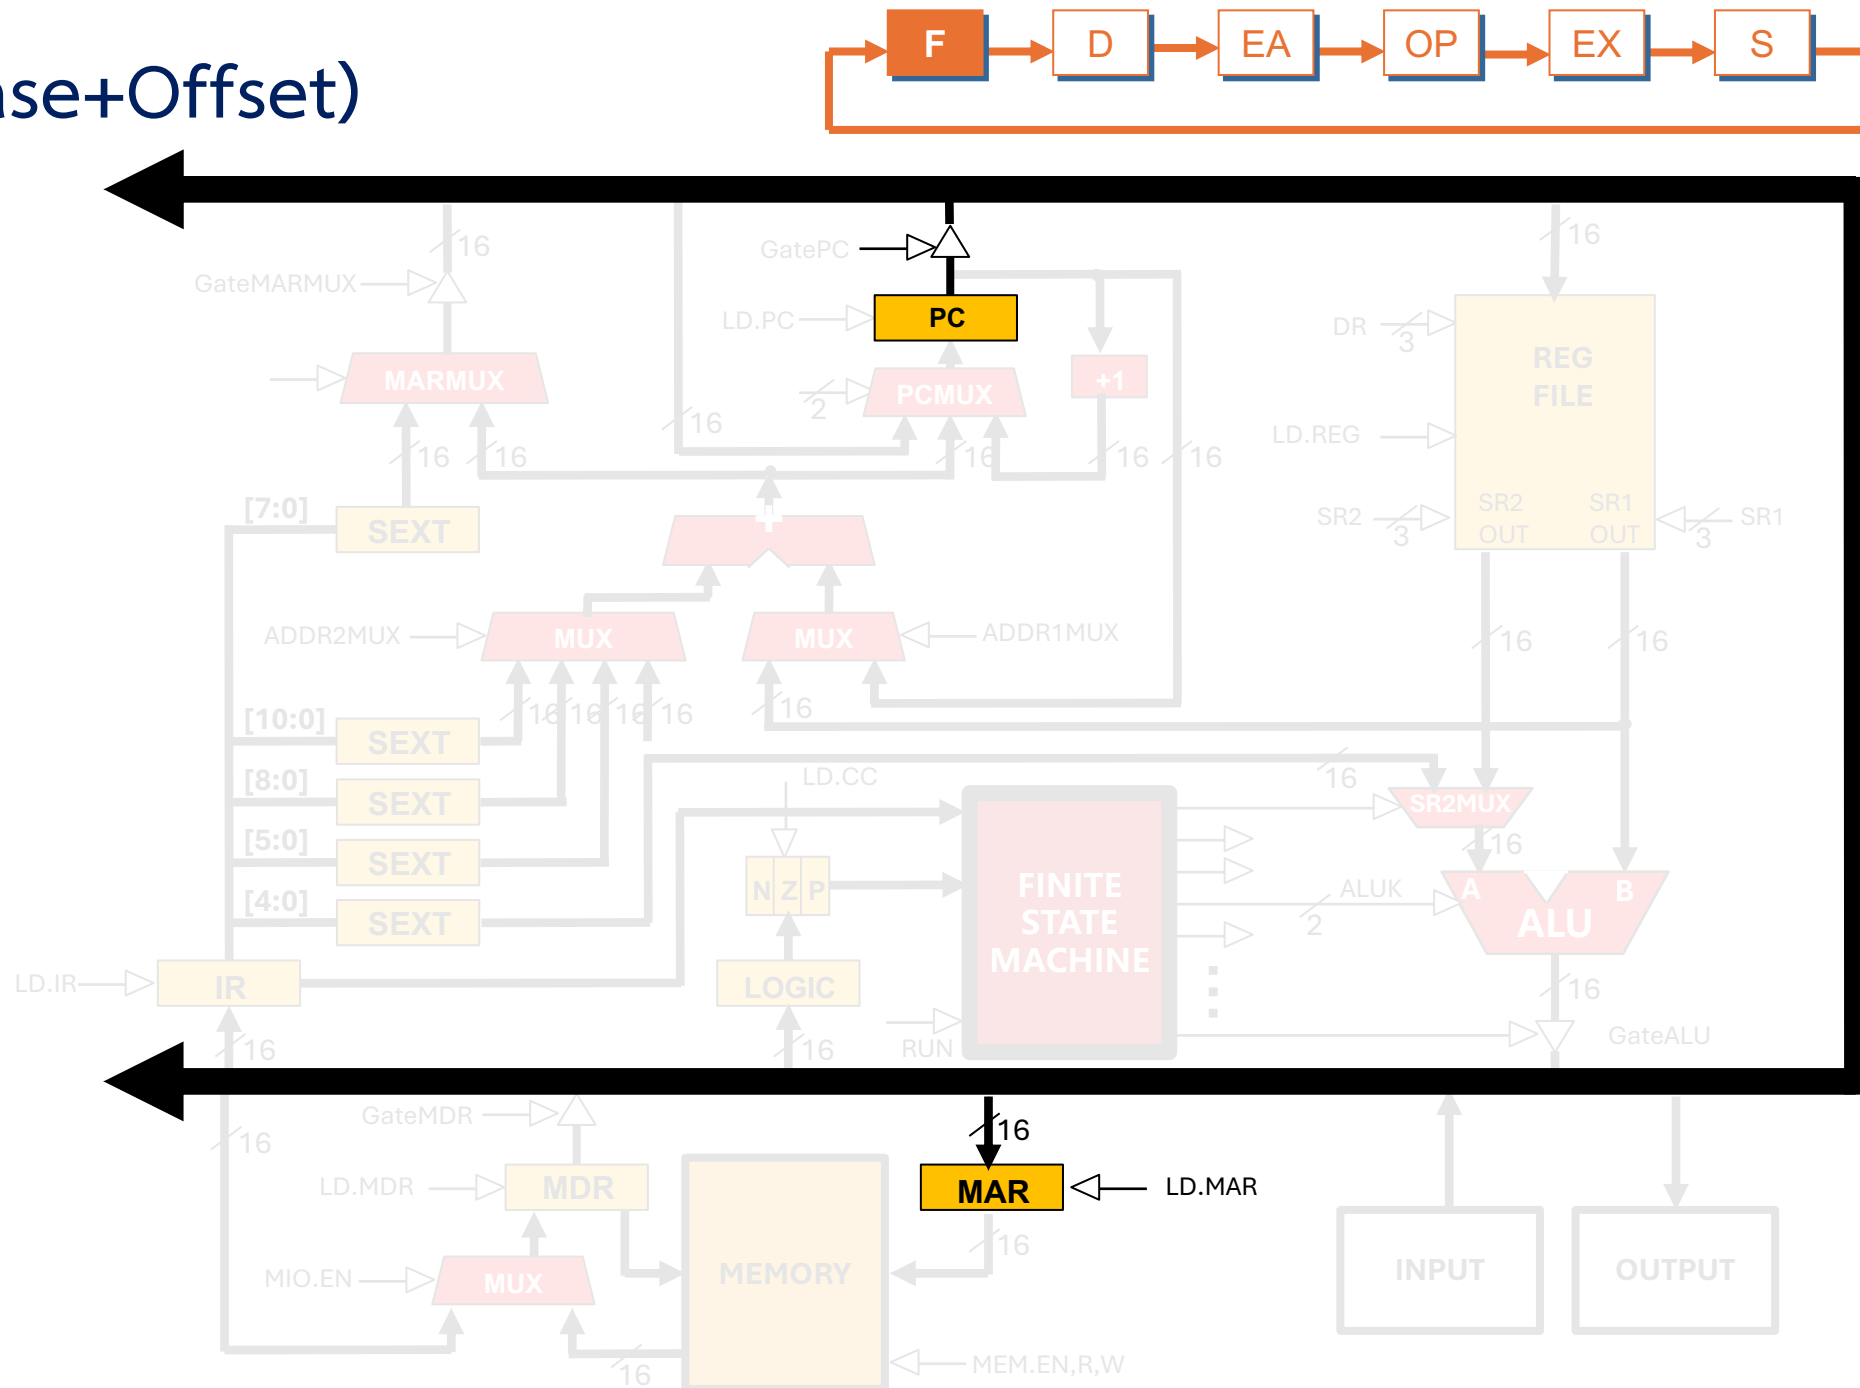 F D EA OP EX S
ase+Offset)
16
16
GatePC
GateMARMUX
LD.PC
PC
DR
3
REG
FILE
MARMUX
2
PCMUX
+1
16
LD.REG
16
16
16
16
16
[7:0]
SEXT
+
SR2
3
SR2
OUT
SR1
OUT
3
SR1
ADDR2MUX
MUX
MUX
ADDR1MUX
16
16
16
16
16
16
16
[10:0]
SEXT
[8:0]
SEXT
LD.CC
16
SR2MUX
[5:0]
SEXT
16
N Z P
FINITE
STATE
MACHINE
ALUK
2
A
B
ALU
[4:0]
SEXT
LD.IR
IR
LOGIC
16
16
16
RUN
GateALU
GateMDR
16
16
LD.MDR
MDR
MAR
LD.MAR
16
MIO.EN
MUX
MEMORY
INPUT
OUTPUT
16
MEM.EN,R,W